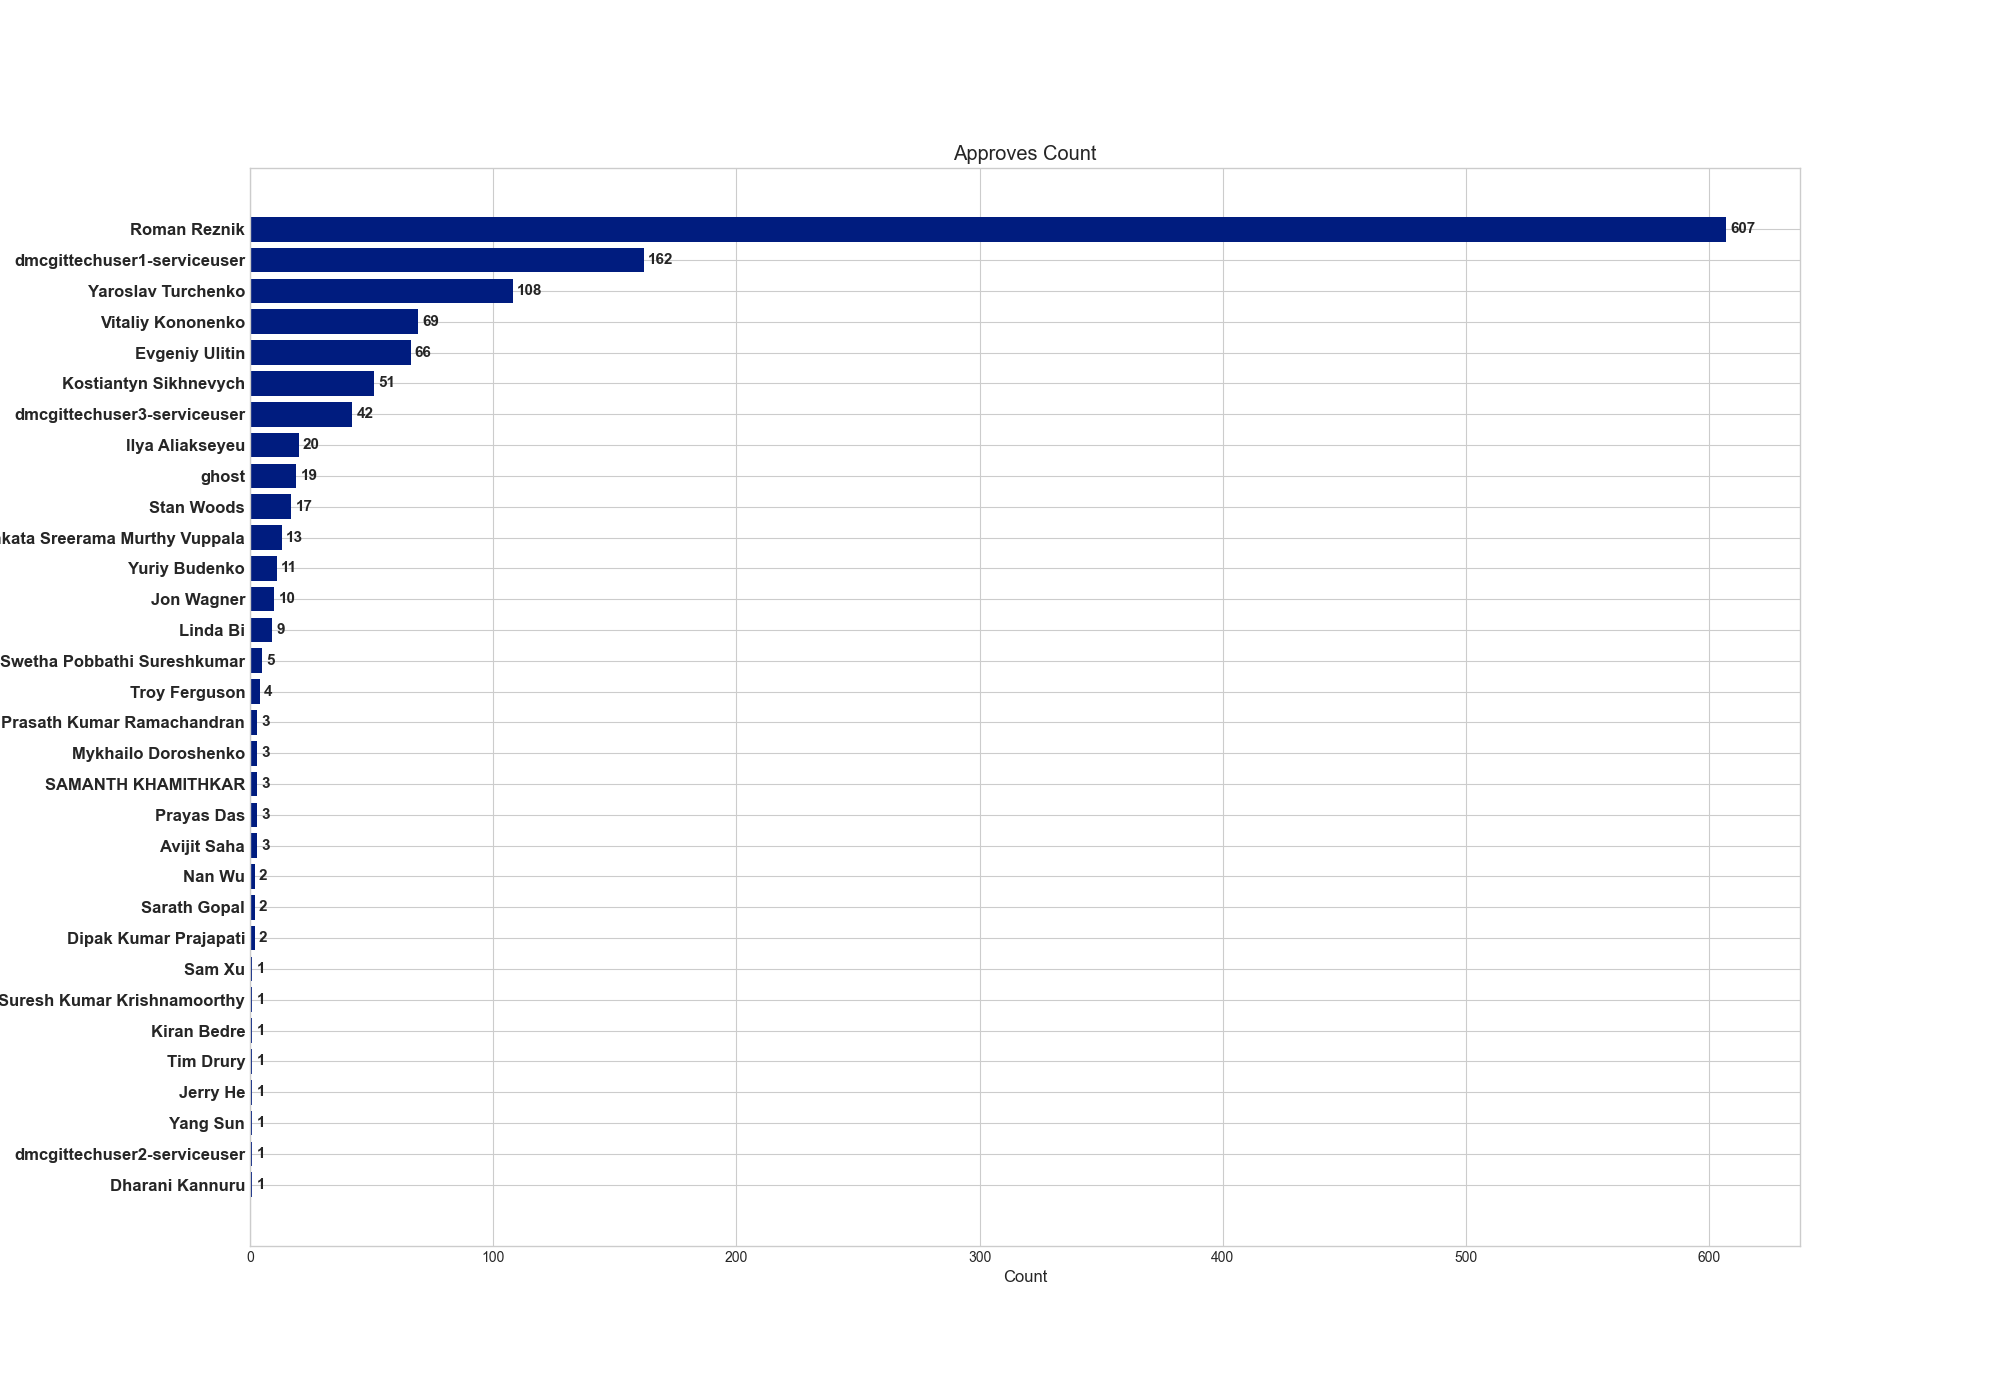 Approves Count
Roman Reznik 607
dmcgittechuser1-serviceuser 162
Yaroslav Turchenko 108
Vitaliy Kononenko 69
Evgeniy Ulitin 66
Kostiantyn Sikhnevych 51
dmcgittechuser3-serviceuser 42
Ilya Aliakseyeu 20
ghost 19
Stan Woods 17
Sreerama Murthy Vuppala 13
Yuriy Budenko 11
Jon Wagner 10
Linda Bi 9
Swetha Pobbathi Sureshkumar 5
Troy Ferguson 4
Prasath Kumar Ramachandran 3
Mykhailo Doroshenko 3
SAMANTH KHAMITHKAR 3
Prayas Das 3
Avijit Saha 3
Nan Wu 2
Sarath Gopal 2
Dipak Kumar Prajapati 2
Sam Xu 1
Suresh Kumar Krishnamoorthy 1
Kiran Bedre 1
Tim Drury 1
Jerry He 1
Yang Sun 1
dmcgittechuser2-serviceuser 1
Dharani Kannuru 1
0 100 200 300 400 500 600
Count